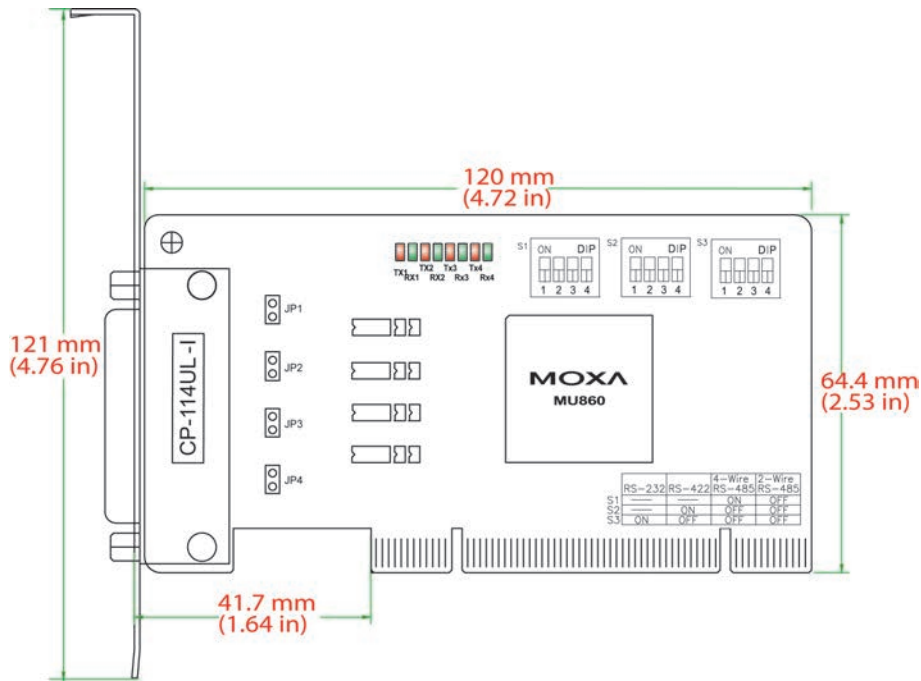 120 mm
(4.72 in)
S1 ON DIP
1 2 3 4
S2 ON DIP
1 2 3 4
S3 ON DIP
1 2 3 4
TX1 RX1 TX2 RX2 Tx3 Rx3 Tx4 Rx4
JP1
JP2
JP3
JP4
121 mm
(4.76 in)
CP-114UL-I
MOXA
MU860
64.4 mm
(2.53 in)
RS-232 RS-422 4-Wire RS-485 2-Wire RS-485
S1 — — ON OFF
S2 — ON OFF OFF
S3 ON OFF OFF OFF
41.7 mm
(1.64 in)